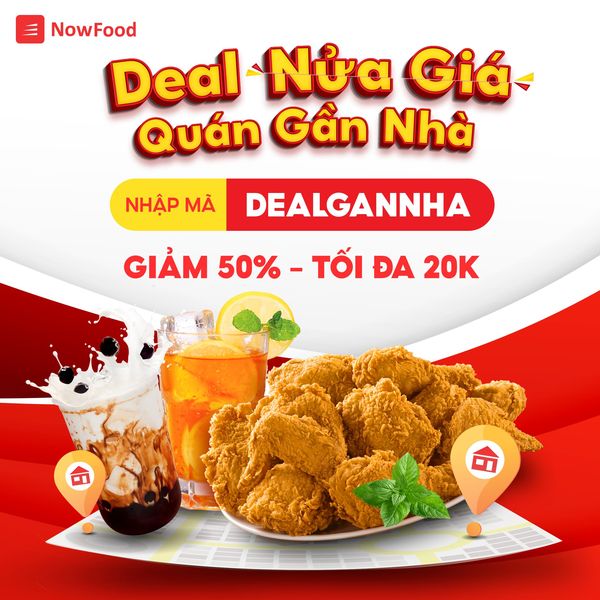 NowFood
Deal Nửa Giá
Quán Gần Nhà
NHẬP MÃ DEALGANNHA
GIẢM 50% – TỐI ĐA 20K